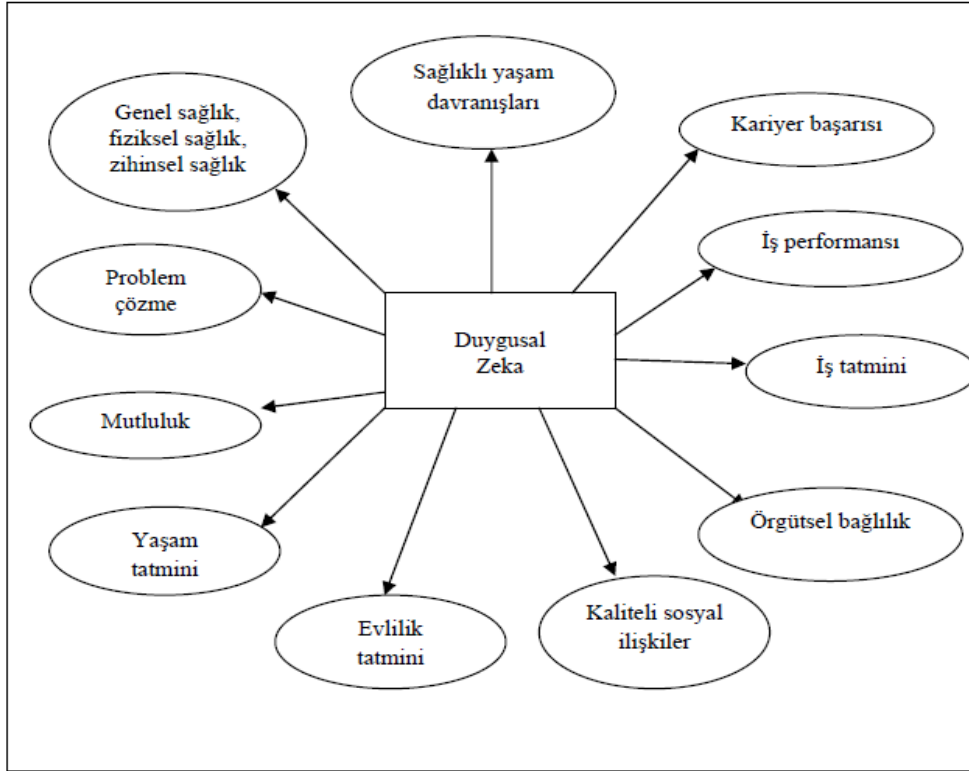 Sağlıklı yaşam
davranışları
Genel sağlık,
fiziksel sağlık,
zihinsel sağlık
Kariyer başarısı
İş performansı
Problem
çözme
Duygusal
Zeka
İş tatmini
Mutluluk
Örgütsel bağlılık
Yaşam
tatmini
Evlilik
tatmini
Kaliteli sosyal
ilişkiler